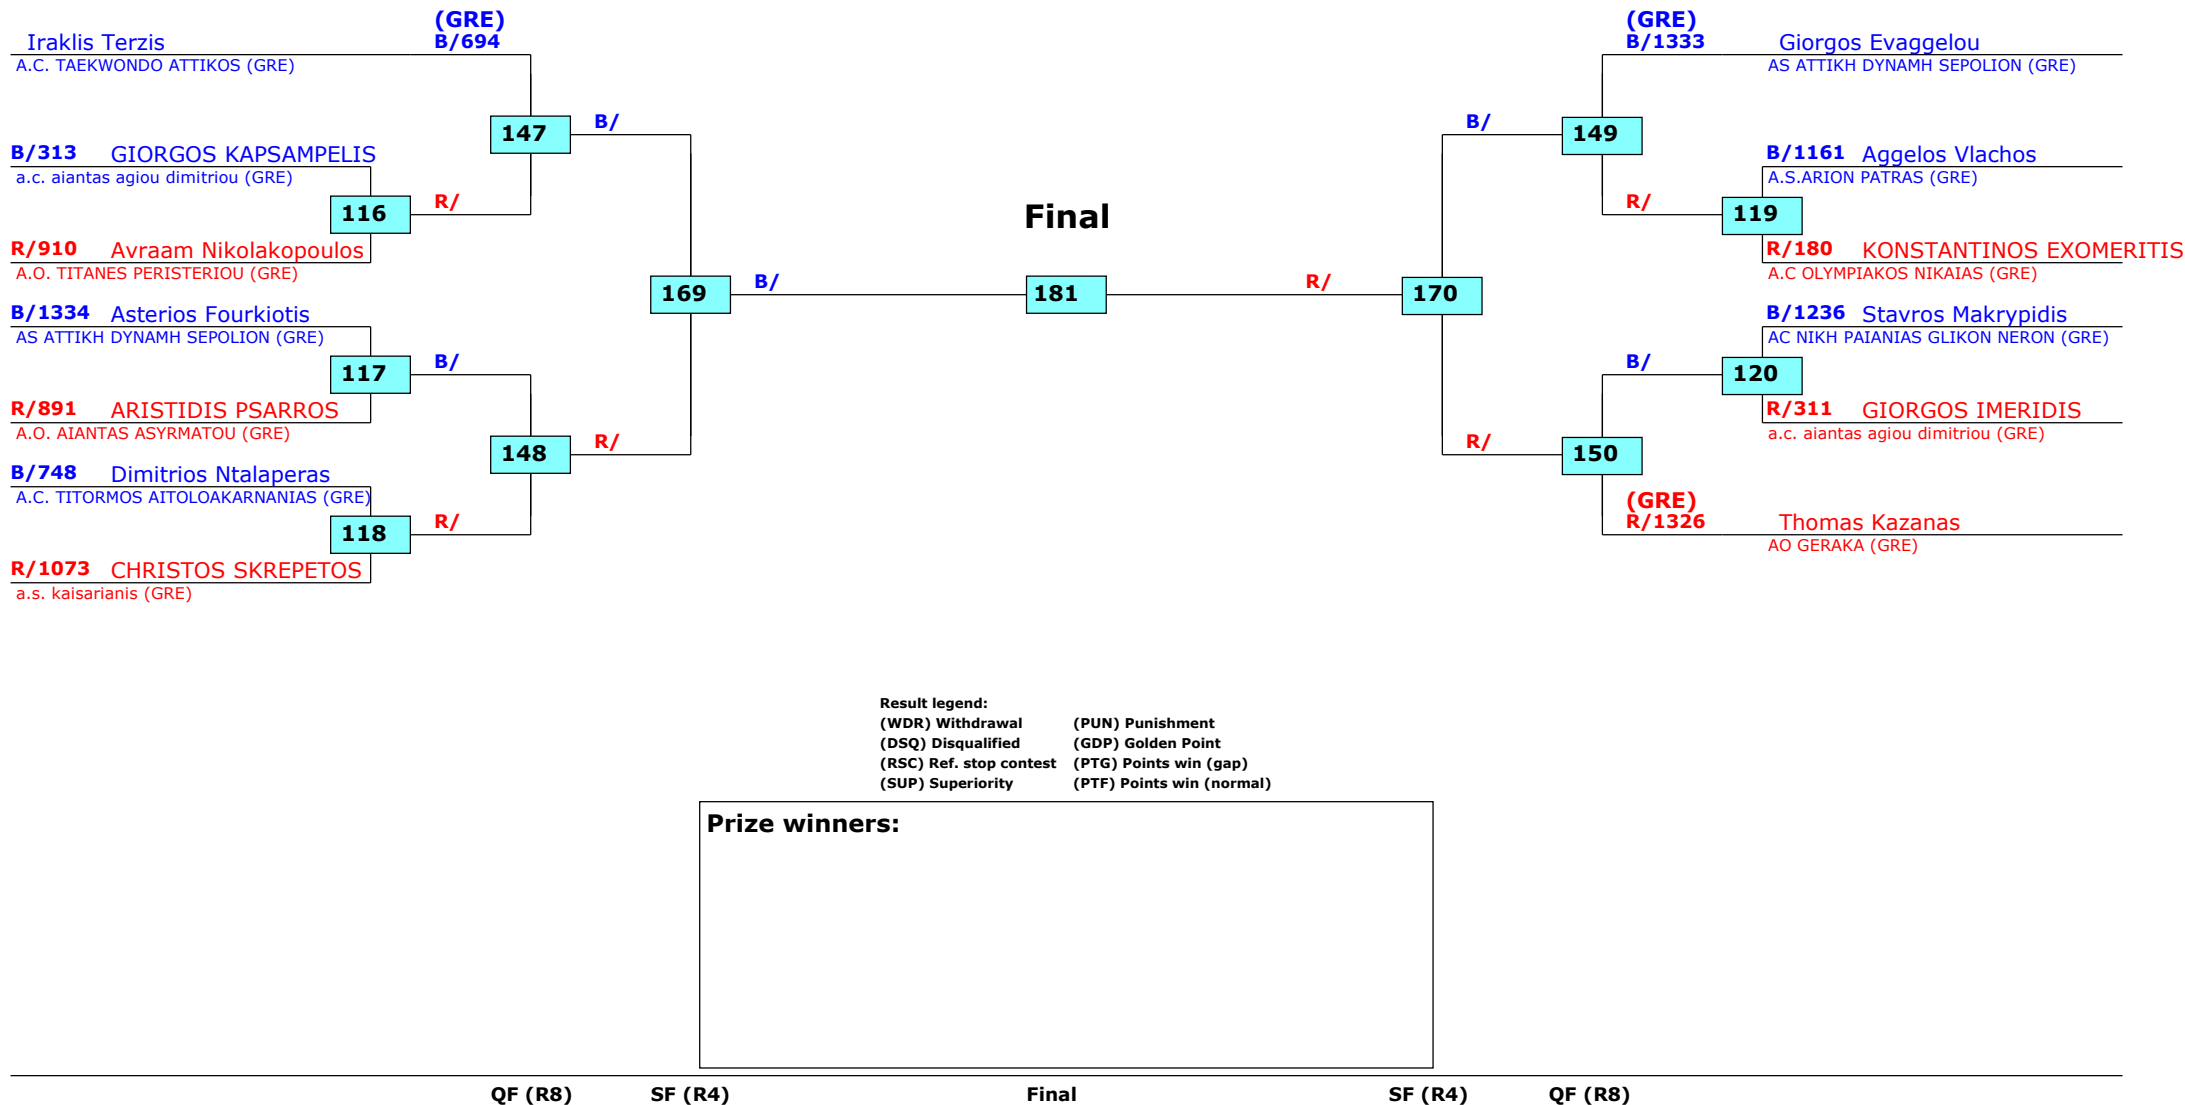 (GRE)
B/694
Iraklis Terzis
A.C. TAEKWONDO ATTIKOS (GRE)
147
B/
B/313 GIORGOS KAPSAMPELIS
a.c. aiantas agiou dimitriou (GRE)
116
R/
R/910 Avraam Nikolakopoulos
A.O. TITANES PERISTERIOU (GRE)
169
B/
B/1334 Asterios Fourkiotis
AS ATTIKH DYNAMH SEPOLION (GRE)
117
B/
R/891 ARISTIDIS PSARROS
A.O. AIANTAS ASYRMATOU (GRE)
148
R/
B/748 Dimitrios Ntalaperas
A.C. TITORMOS AITOLOAKARNANIAS (GRE)
118
R/
R/1073 CHRISTOS SKREPETOS
a.s. kaisarianis (GRE)
Final
181
(GRE)
B/1333 Giorgos Evaggelou
AS ATTIKH DYNAMH SEPOLION (GRE)
B/
149
B/1161 Aggelos Vlachos
A.S.ARION PATRAS (GRE)
R/
119
R/180 KONSTANTINOS EXOMERITIS
A.C OLYMPIAKOS NIKAIAS (GRE)
R/
170
B/1236 Stavros Makrypidis
AC NIKH PAIANIAS GLIKON NERON (GRE)
B/
120
R/311 GIORGOS IMERIDIS
a.c. aiantas agiou dimitriou (GRE)
R/
150
(GRE)
R/1326 Thomas Kazanas
AO GERAKA (GRE)
Result legend:
(WDR) Withdrawal (PUN) Punishment
(DSQ) Disqualified (GDP) Golden Point
(RSC) Ref. stop contest (PTG) Points win (gap)
(SUP) Superiority (PTF) Points win (normal)
Prize winners:
QF (R8) SF (R4) Final SF (R4) QF (R8)